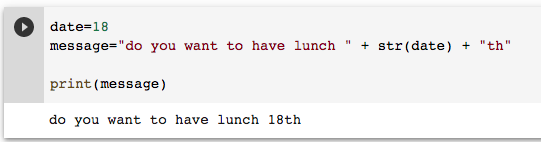 date=18
message="do you want to have lunch " + str(date) + "th"
print(message)
do you want to have lunch 18th